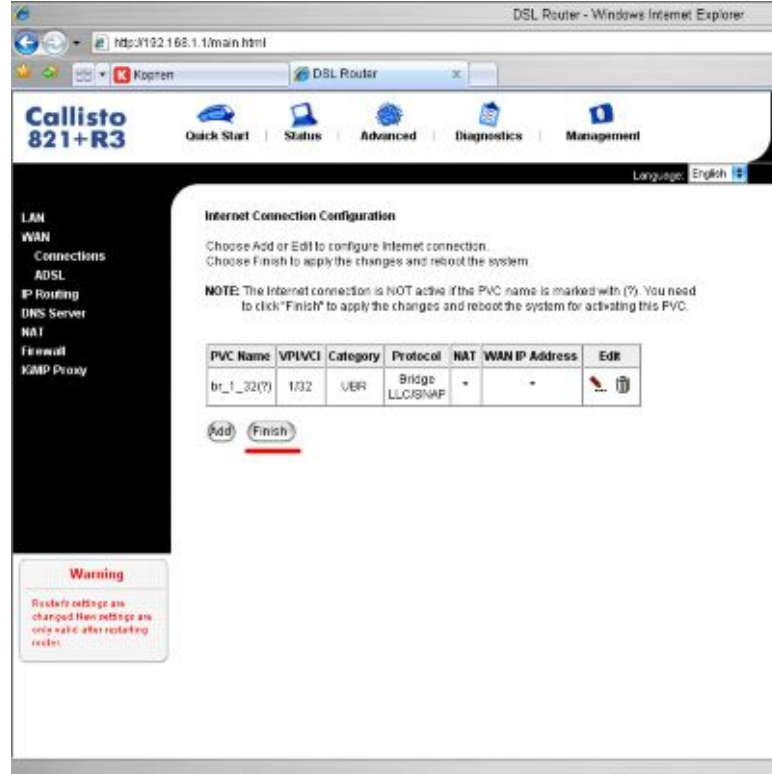 DSL Router - Windows Internet Explorer
http://192.168.1.1/main.html
K Корпеп DSL Router x
Callisto
821+R3
Quick Start | Status | Advanced | Diagnostics | Management
Language: English
LAN
WAN
Connections
ADSL
IP Routing
DNS Server
NAT
Firewall
IGMP Proxy
Internet Connection Configuration
Choose Add or Edit to configure Internet connection.
Choose Finish to apply the changes and reboot the system.
NOTE: The Internet connection is NOT active if the PVC name is marked with (?). You need
to click "Finish" to apply the changes and reboot the system for activating this PVC.
PVC Name VPI/VCI Category Protocol NAT WAN IP Address Edit
br_1_32(?) 1/32 UBR Bridge LLC/SNAP - -
Add Finish
Warning
Router's settings are
changed.New settings are
only valid after restarting
router.